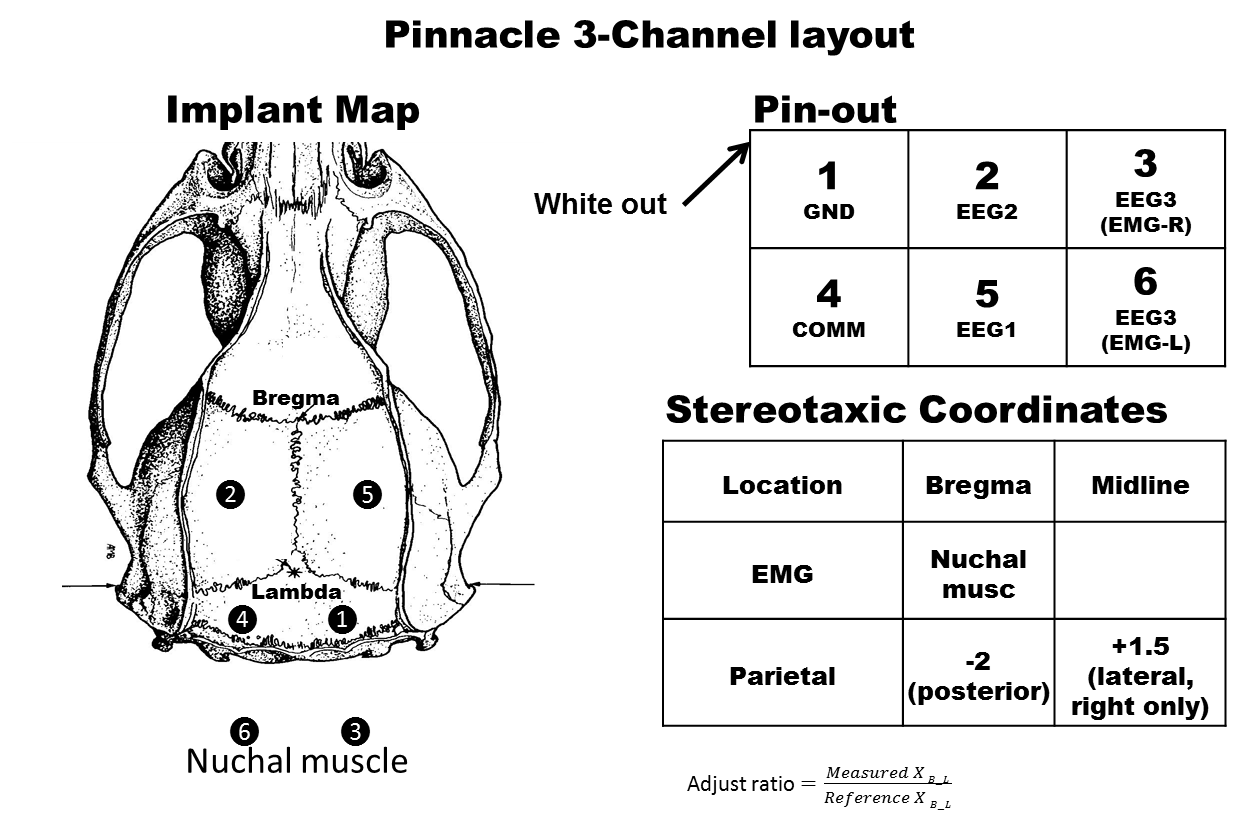 Pinnacle 3-Channel layout
Implant Map
Bregma
2
5
Lambda
4
1
6
3
Nuchal muscle
Pin-out
White out
1
GND
2
EEG2
3
EEG3
(EMG-R)
4
COMM
5
EEG1
6
EEG3
(EMG-L)
Stereotaxic Coordinates
Location
Bregma
Midline
EMG
Nuchal
musc
Parietal
-2
(posterior)
+1.5
(lateral,
right only)
Adjust ratio = Measured X B_L
Reference X B_L